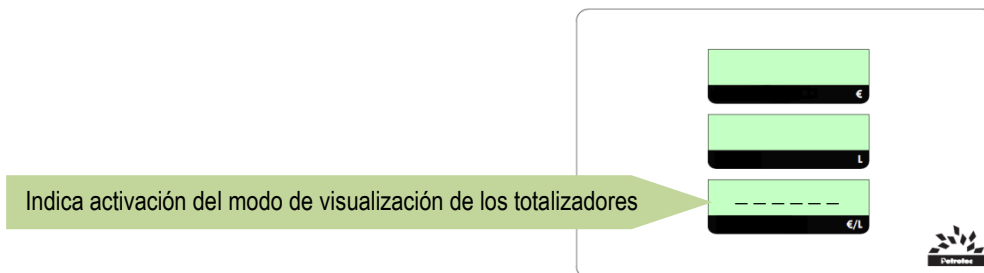 €
L
Indica activación del modo de visualización de los totalizadores
_ _ _ _ _ _
€/L
Petrotec